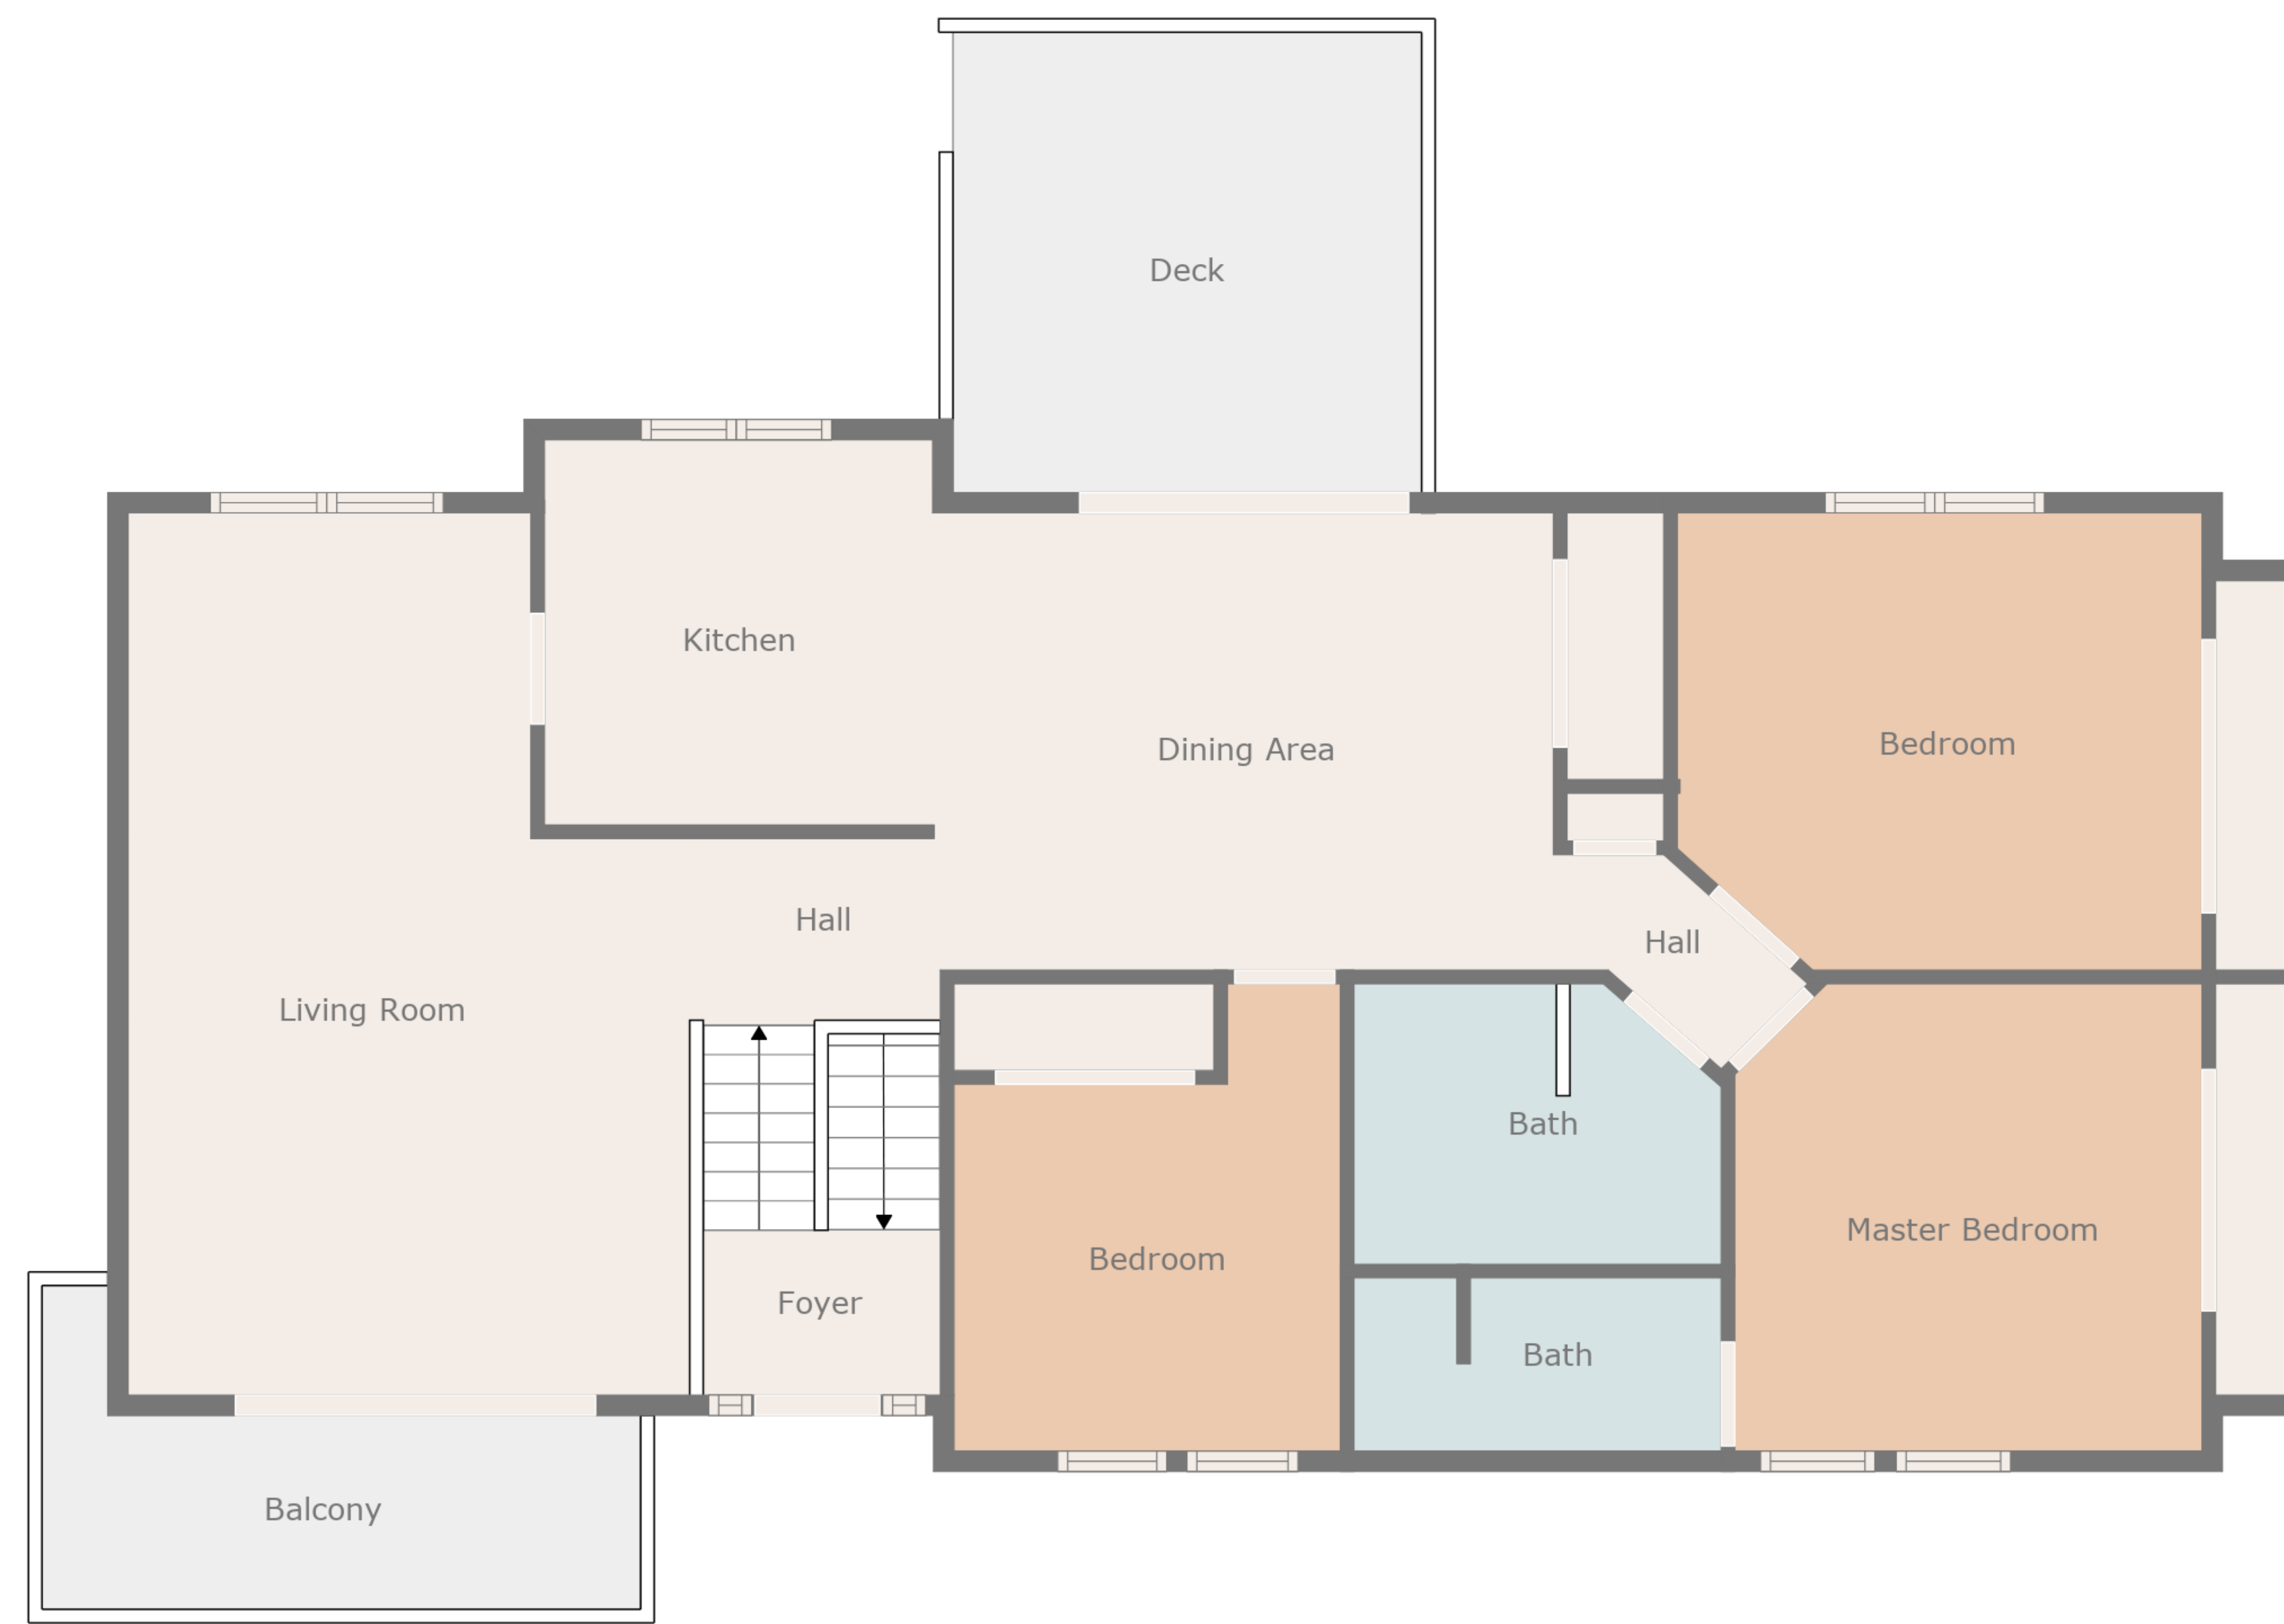 Deck
Kitchen
Bedroom
Dining Area
Hall
Hall
Living Room
Bath
Master Bedroom
Bedroom
Foyer
Bath
Balcony